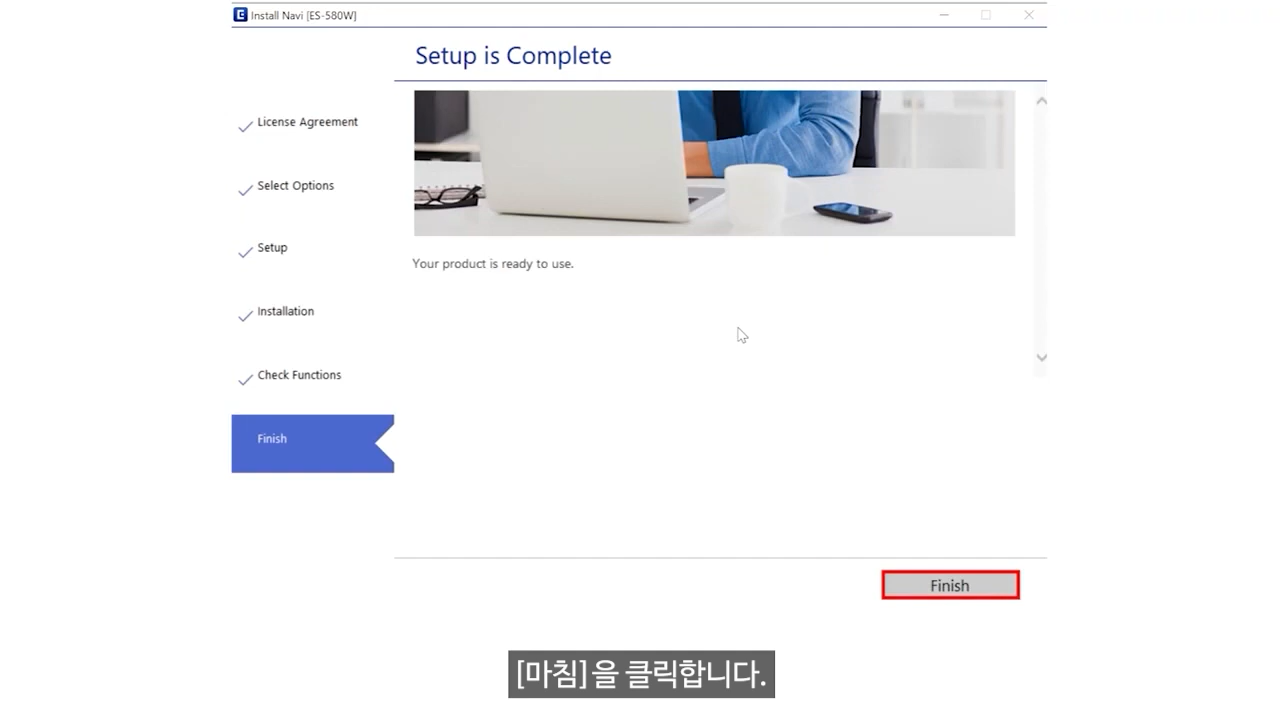 Install Navi [ES-580W]
Setup is Complete
License Agreement
Select Options
Setup
Installation
Check Functions
Finish
Your product is ready to use.
Finish
[마침]을 클릭합니다.